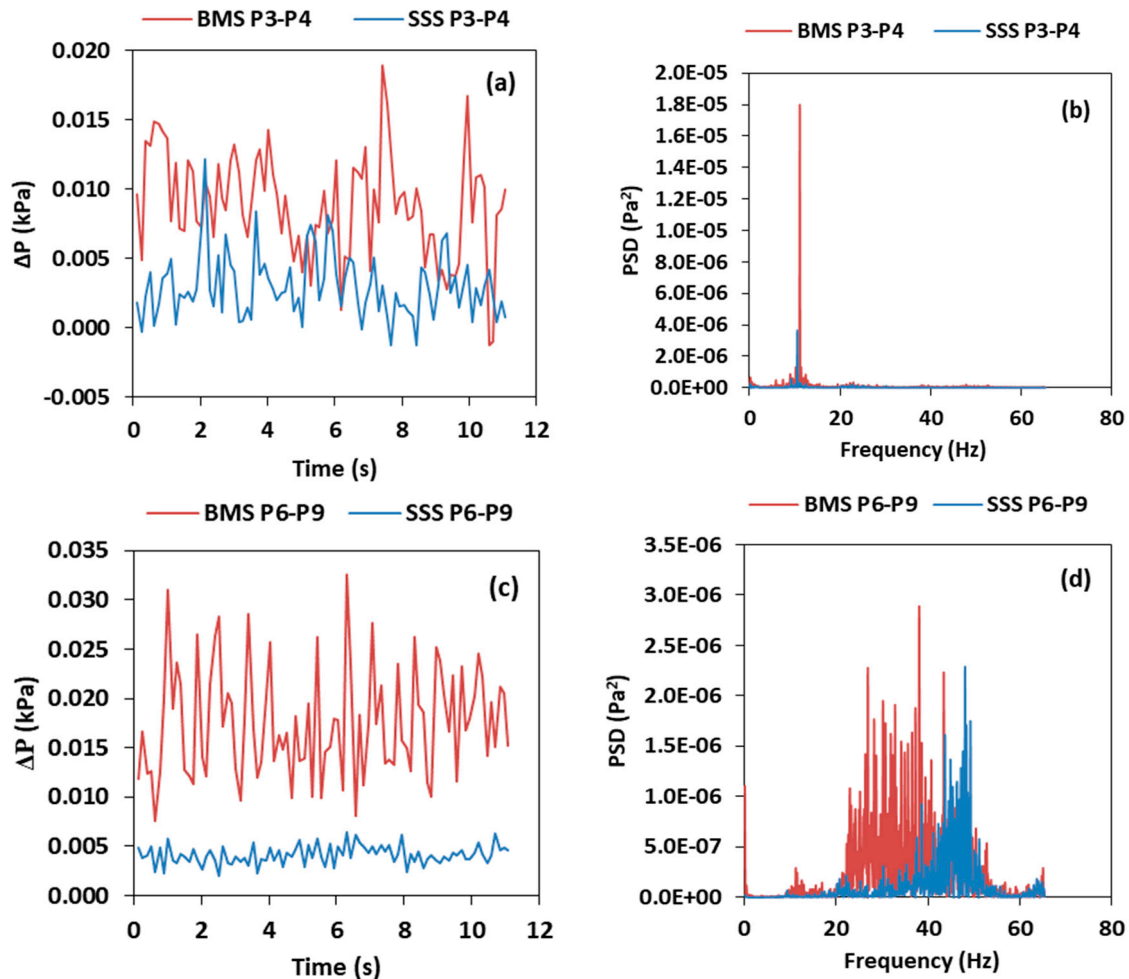 BMS P3-P4 SSS P3-P4
(a)
0.020
0.015
0.010
0.005
0.000
-0.005
ΔP (kPa)
0 2 4 6 8 10 12
Time (s)
BMS P3-P4 SSS P3-P4
(b)
2.0E-05
1.8E-05
1.6E-05
1.4E-05
1.2E-05
1.0E-05
8.0E-06
6.0E-06
4.0E-06
2.0E-06
0.0E+00
PSD (Pa²)
0 20 40 60 80
Frequency (Hz)
BMS P6-P9 SSS P6-P9
(c)
0.035
0.030
0.025
0.020
0.015
0.010
0.005
0.000
ΔP (kPa)
0 2 4 6 8 10 12
Time (s)
BMS P6-P9 SSS P6-P9
(d)
3.5E-06
3.0E-06
2.5E-06
2.0E-06
1.5E-06
1.0E-06
5.0E-07
0.0E+00
PSD (Pa²)
0 20 40 60 80
Frequency (Hz)